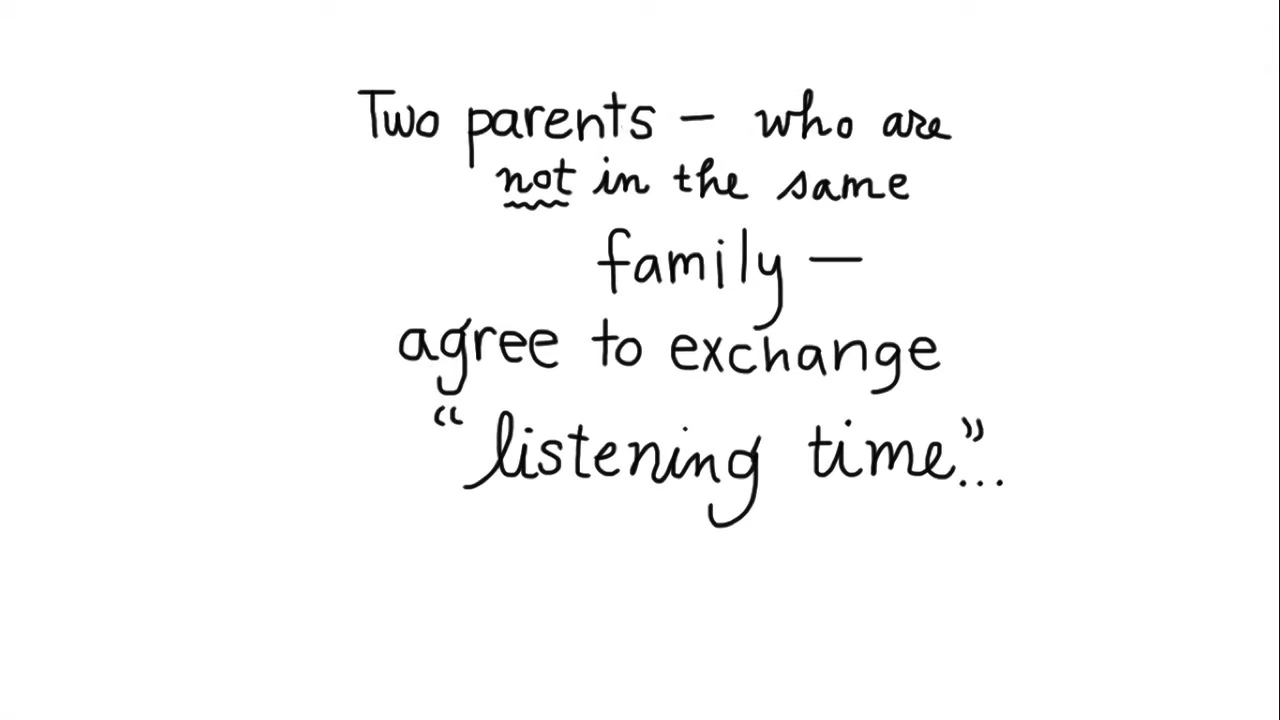 Two parents – who are
not in the same
family –
agree to exchange
“listening time”...